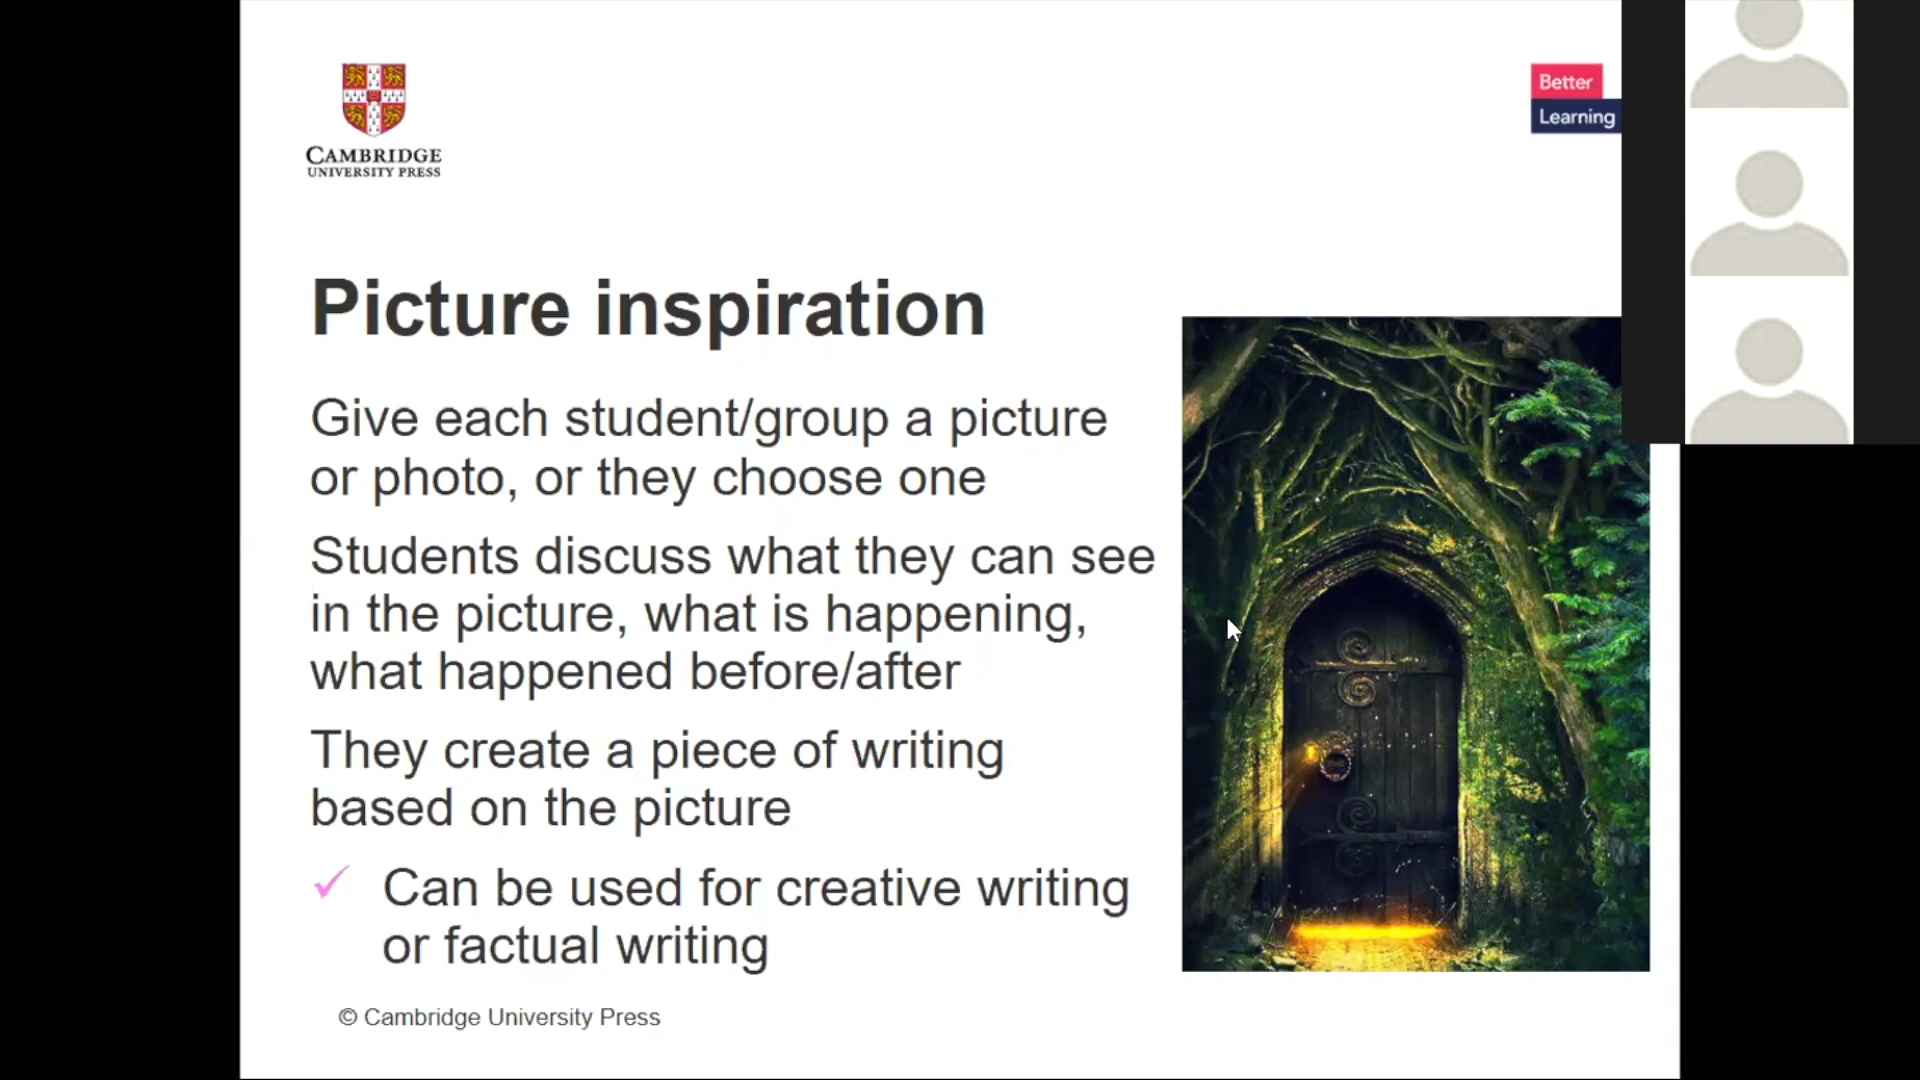 CAMBRIDGE
UNIVERSITY PRESS
Better
Learning
Picture inspiration
Give each student/group a picture
or photo, or they choose one
Students discuss what they can see
in the picture, what is happening,
what happened before/after
They create a piece of writing
based on the picture
✓ Can be used for creative writing
or factual writing
© Cambridge University Press